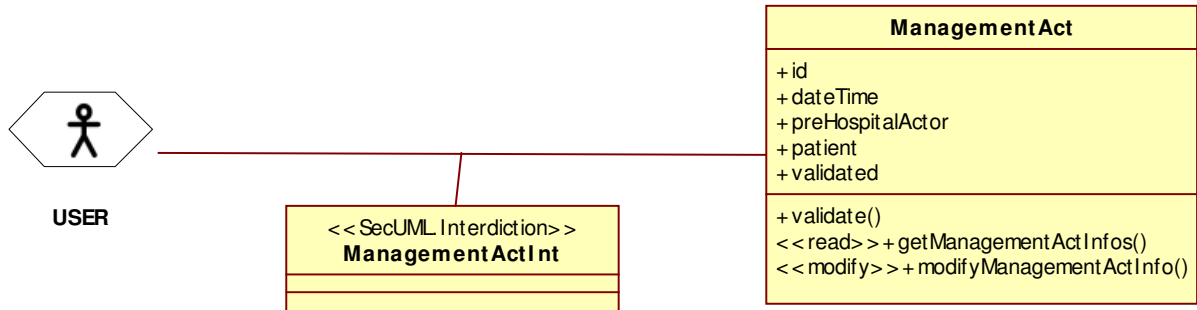 ManagementAct
+id
+dateTime
+preHospitalActor
+patient
+validated
+validate()
<<read>>+getManagementActInfos()
<<modify>>+modifyManagementActInfo()
USER
<<SecUML.Interdiction>>
ManagementActInt